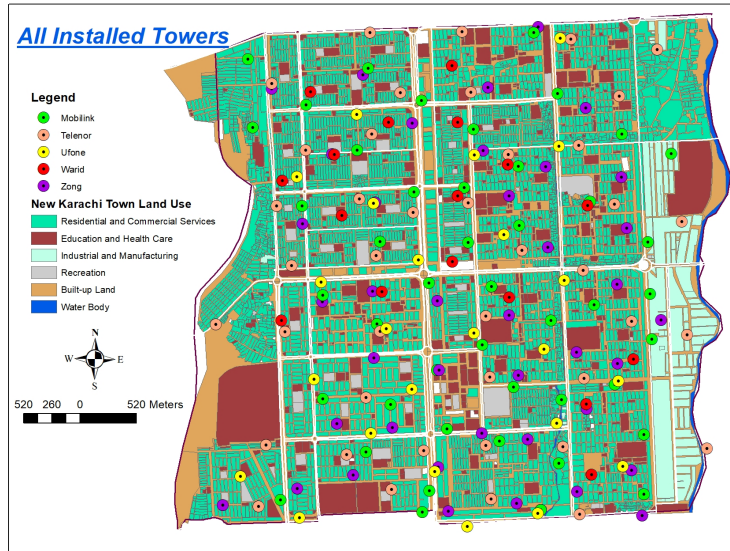 All Installed Towers
Legend
Mobilink
Telenor
Ufone
Warid
Zong
New Karachi Town Land Use
Residential and Commercial Services
Education and Health Care
Industrial and Manufacturing
Recreation
Built-up Land
Water Body
N
W E
S
520 260 0 520 Meters